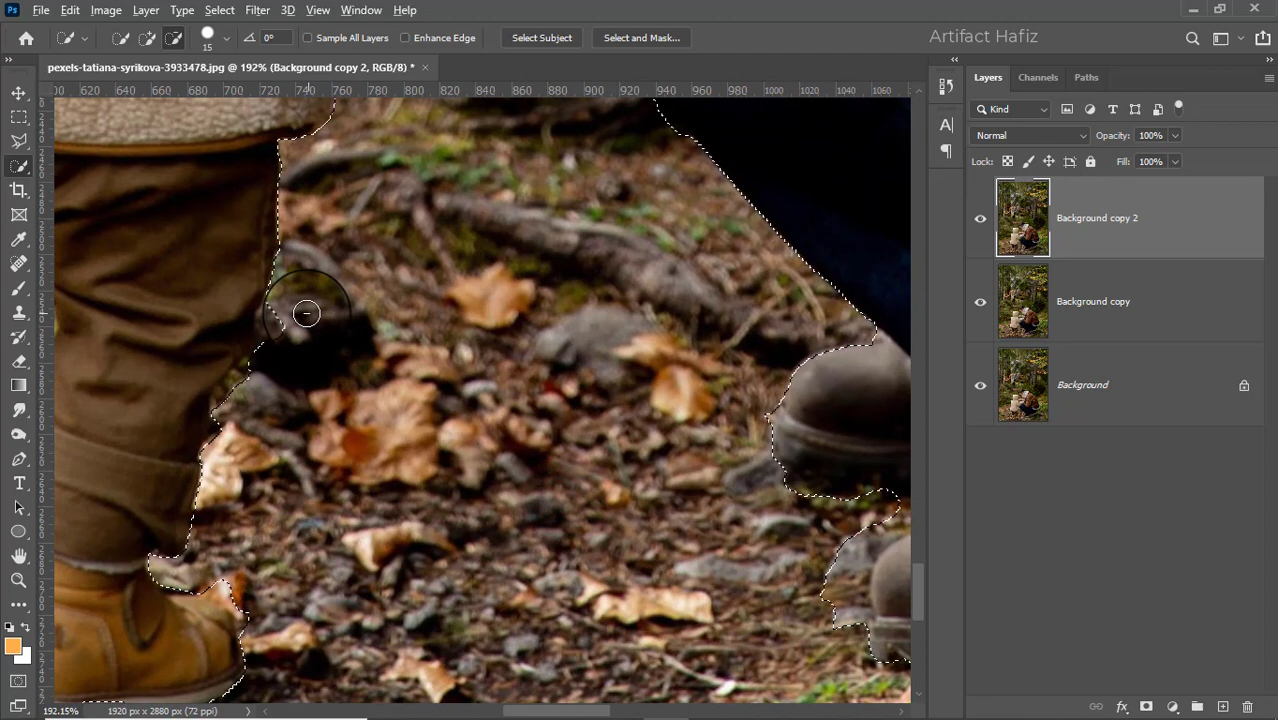 Ps File Edit Image Layer Type Select Filter 3D View Window Help
15 0° Sample All Layers Enhance Edge Select Subject Select and Mask... Artifact Hafiz
pexels-tatiana-syrikova-3933478.jpg @ 192% (Background copy 2, RGB/8) * ×
Layers Channels Paths
620 640 660 680 700 720 740 760 780 800 820 840 860 880 900 920 940 960 980 1000 1020 1040 1060
Kind
Normal Opacity: 100%
Lock: Fill: 100%
Background copy 2
Background copy
Background
192.15% 1920 px x 2880 px (72 ppi)